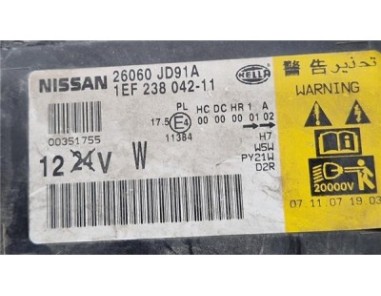 NISSAN 26060 JD91A
1EF 238 042-11
HELLA
警告 تحذير
WARNING
PL HC DC HR 1 A
17.5 E4 00 00 00 01 02
11384
00351755
H7
W5W
PY21W
D2R
12 24V W
20000V
07.11.07 19 03